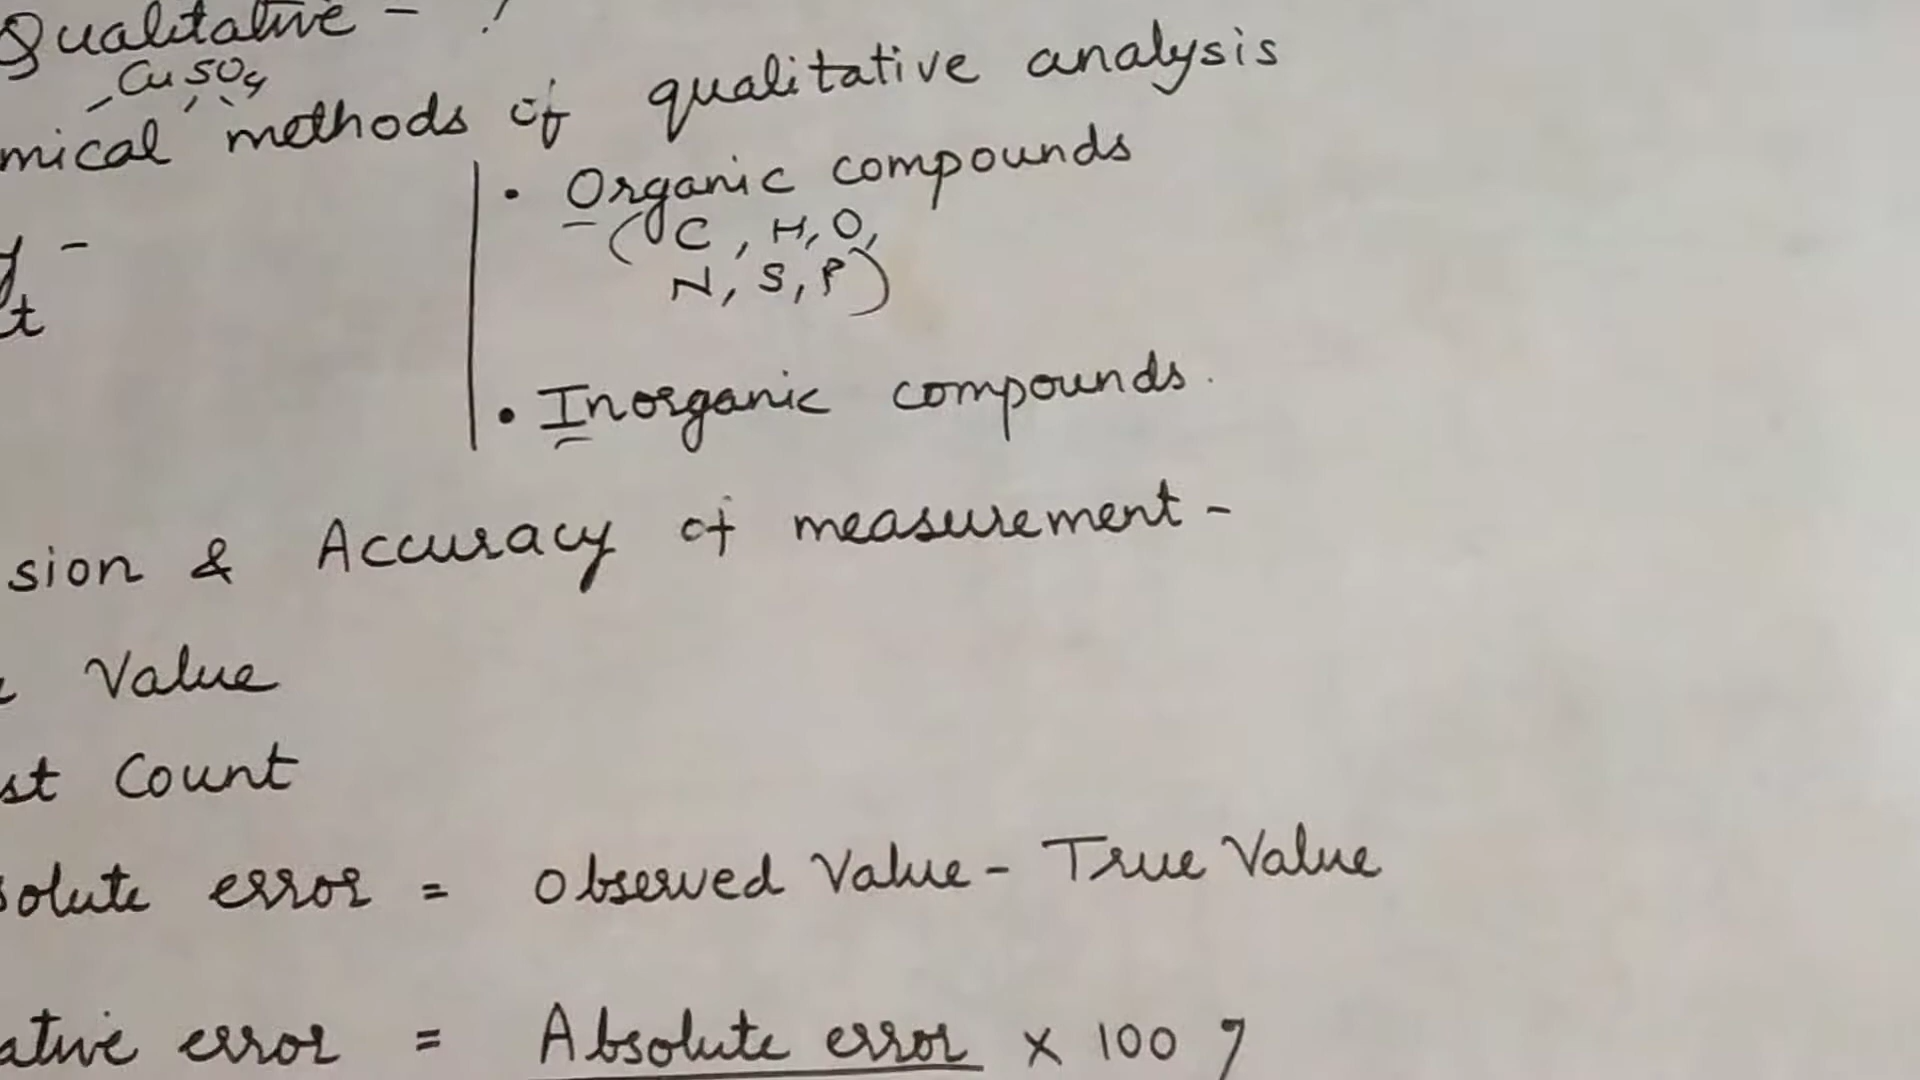 Qualitative - !
CuSO4
mical methods of qualitative analysis
• Organic compounds
(C, H, O,
N, S, P)
y -
t
• Inorganic compounds.
sion & Accuracy of measurement -
Value
st Count
solute error = Observed Value - True Value
ative error = Absolute error x 100